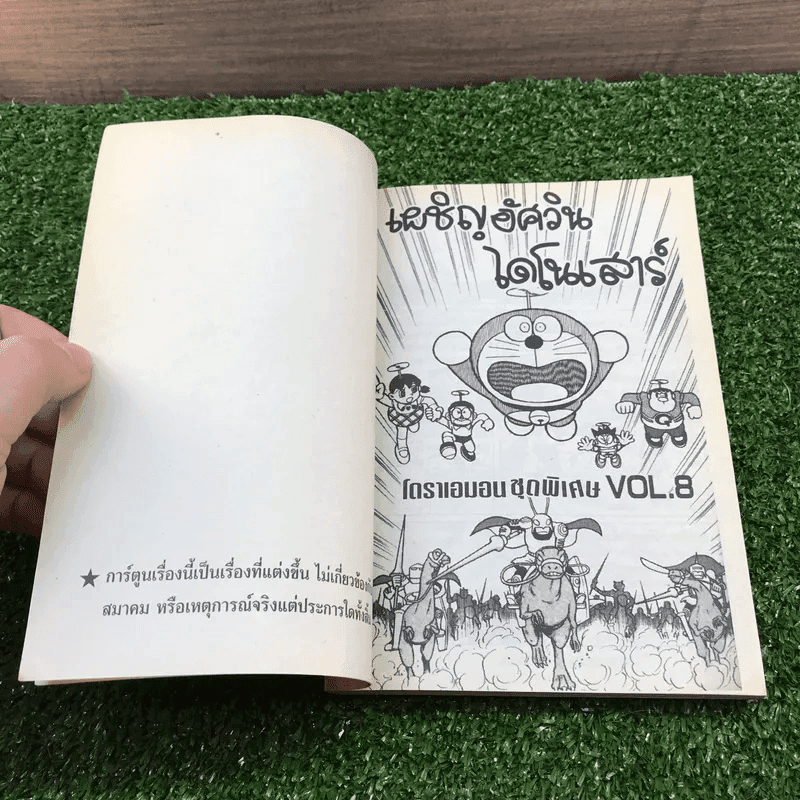 ★ การ์ตูนเรื่องนี้เป็นเรื่องที่แต่งขึ้น ไม่เกี่ยวข้อง
สมาคม หรือเหตุการณ์จริงแต่ประการใด
เผชิญอัศวิน
ไดโนเสาร์
G
โดราเอมอน ชุดพิเศษ VOL.8